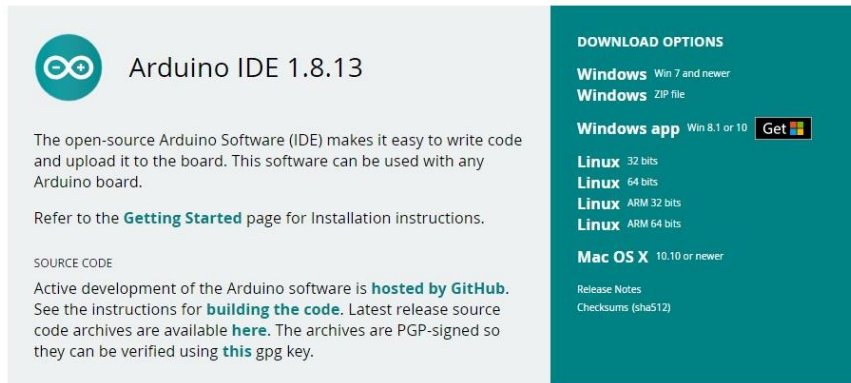 Arduino IDE 1.8.13
The open-source Arduino Software (IDE) makes it easy to write code
and upload it to the board. This software can be used with any
Arduino board.
Refer to the Getting Started page for Installation instructions.
SOURCE CODE
Active development of the Arduino software is hosted by GitHub.
See the instructions for building the code. Latest release source
code archives are available here. The archives are PGP-signed so
they can be verified using this gpg key.
DOWNLOAD OPTIONS
Windows Win 7 and newer
Windows ZIP file
Windows app Win 8.1 or 10 Get
Linux 32 bits
Linux 64 bits
Linux ARM 32 bits
Linux ARM 64 bits
Mac OS X 10.10 or newer
Release Notes
Checksums (sha512)